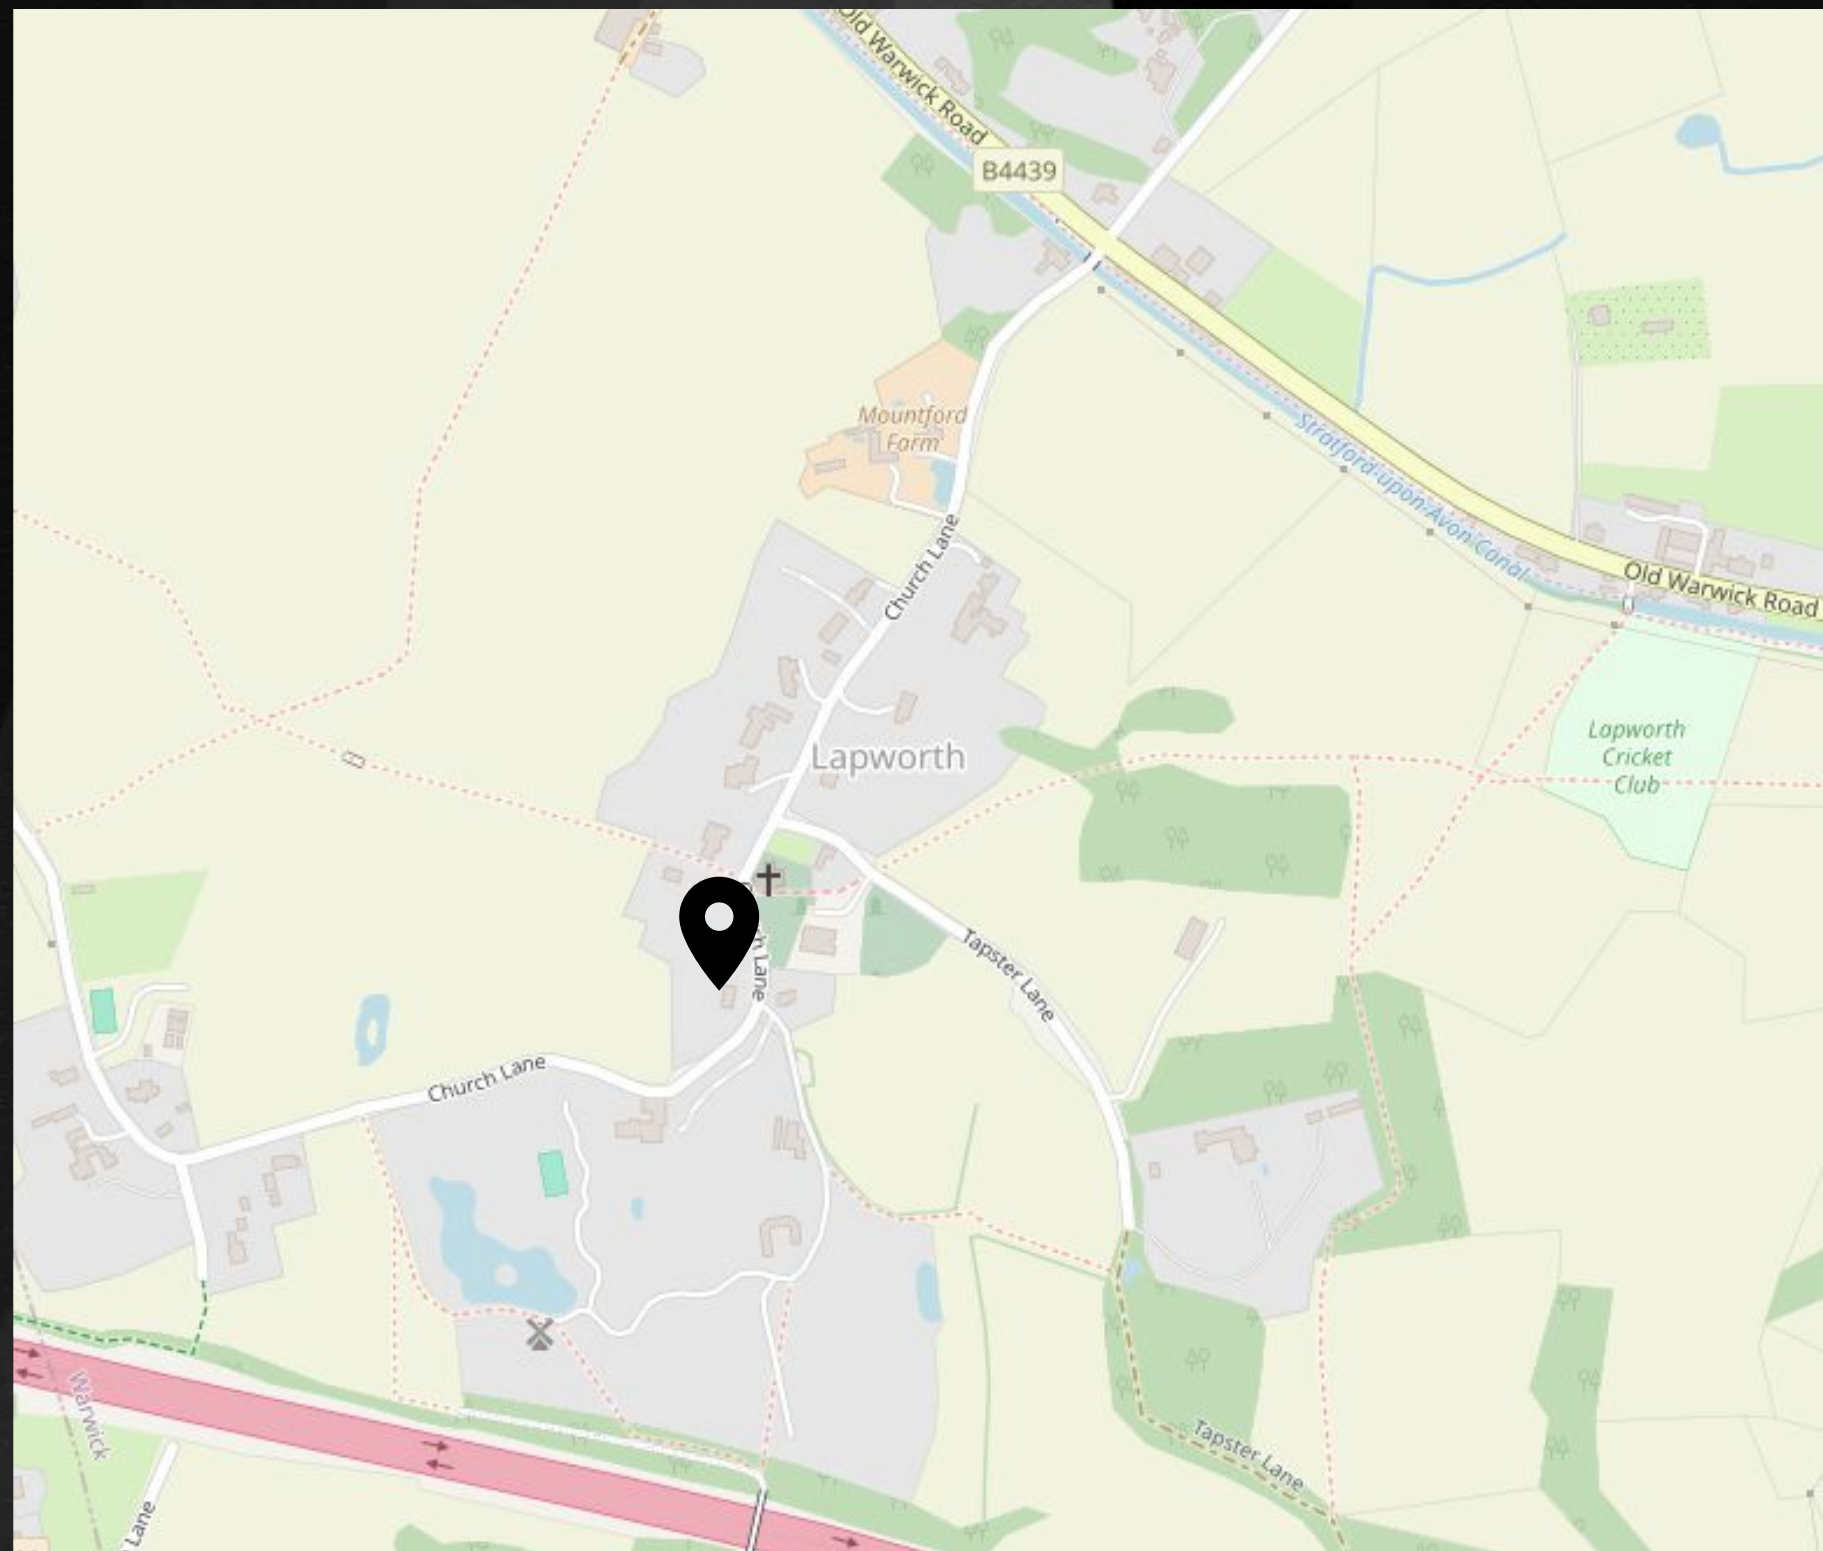 Old Warwick Road
B4439
Mountford
Farm
Stratford-upon-Avon Canal
Church Lane
Old Warwick Road
Lapworth
Cricket
Club
Lapworth
Tapster Lane
Lane
Church Lane
Warwick
Tapster Lane
Lane